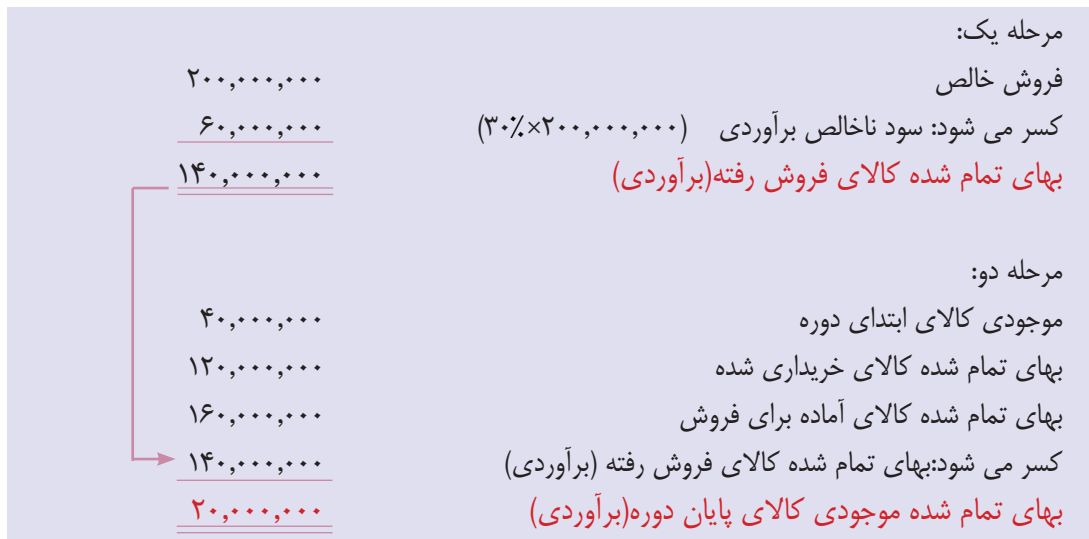 مرحله یک:
فروش خالص ۲۰۰,۰۰۰,۰۰۰
کسر می شود: سود ناخالص برآوردی (۳۰٪×۲۰۰,۰۰۰,۰۰۰) ۶۰,۰۰۰,۰۰۰
بهای تمام شده کالای فروش رفته(برآوردی) ۱۴۰,۰۰۰,۰۰۰
مرحله دو:
موجودی کالای ابتدای دوره ۴۰,۰۰۰,۰۰۰
بهای تمام شده کالای خریداری شده ۱۲۰,۰۰۰,۰۰۰
بهای تمام شده کالای آماده برای فروش ۱۶۰,۰۰۰,۰۰۰
کسر می شود:بهای تمام شده کالای فروش رفته (برآوردی) ۱۴۰,۰۰۰,۰۰۰
بهای تمام شده موجودی کالای پایان دوره(برآوردی) ۲۰,۰۰۰,۰۰۰